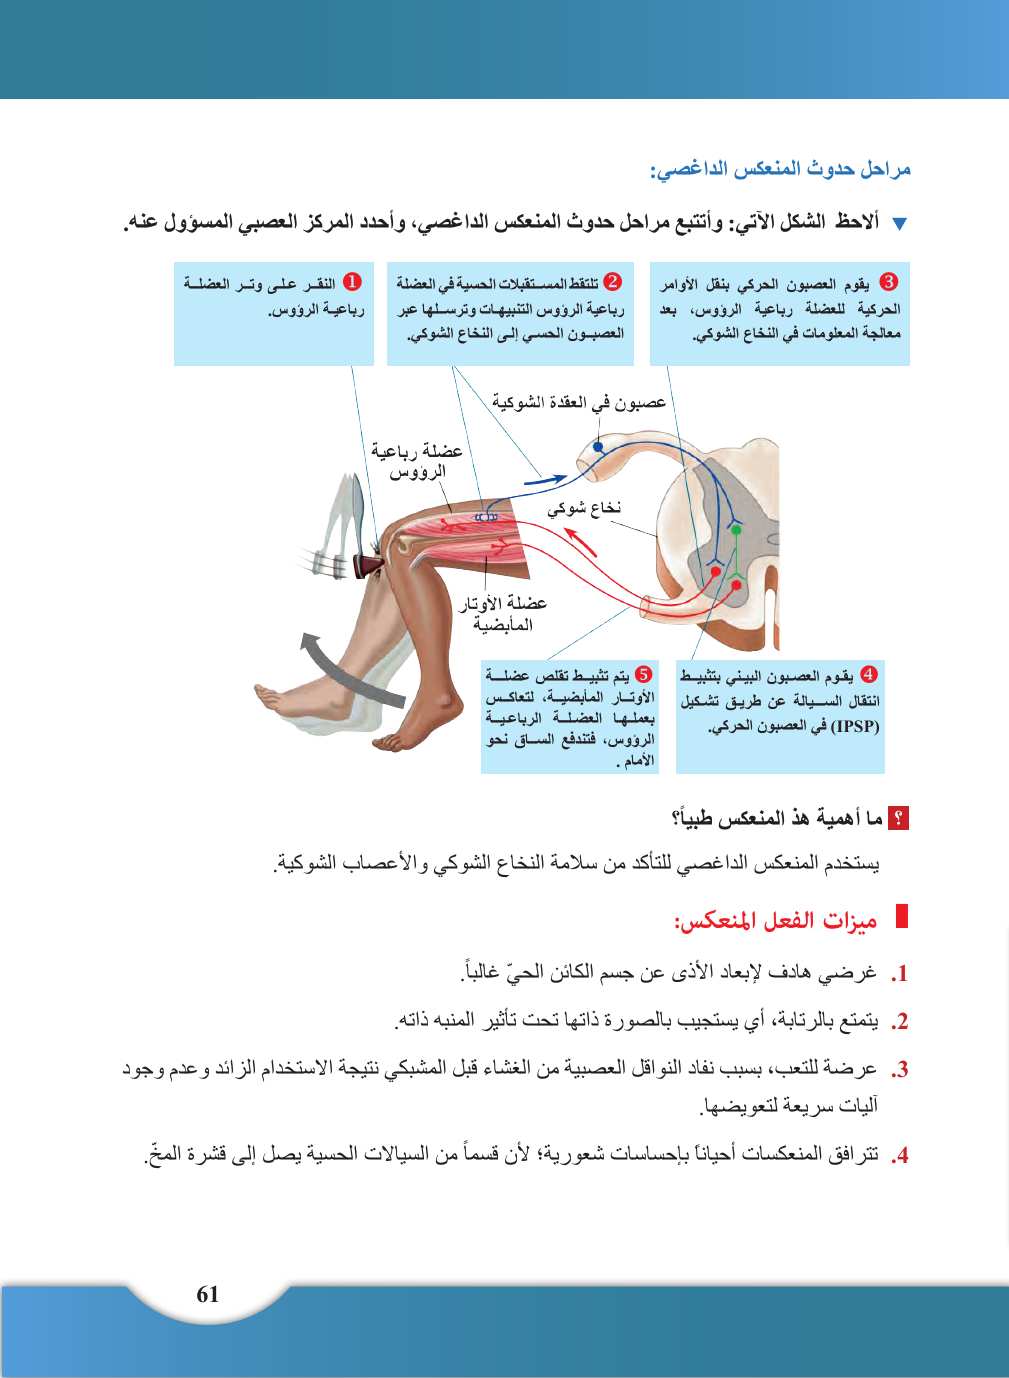 مراحل حدوث المنعكس الداغصي:
ألاحظ الشكل الآتي: وأتتبع مراحل حدوث المنعكس الداغصي، وأحدد المركز العصبي المسؤول عنه.
1 النقر على وتر العضلة
رباعية الرؤوس.
2 تلتقط المستقبلات الحسية في العضلة
رباعية الرؤوس التنبيهات وترسلها عبر
العصبون الحسي إلى النخاع الشوكي.
3 يقوم العصبون الحركي بنقل الأوامر
الحركية للعضلة رباعية الرؤوس، بعد
معالجة المعلومات في النخاع الشوكي.
عصبون في العقدة الشوكية
عضلة رباعية
الرؤوس
نخاع شوكي
عضلة الأوتار
المأبضية
4 يقوم العصبون البيني بتثبيط
انتقال السيالة عن طريق تشكيل
(IPSP) في العصبون الحركي.
5 يتم تثبيط تقلص عضلة
الأوتار المأبضية، لتعاكس
بعملها العضلة الرباعية
الرؤوس، فتندفع الساق نحو
الأمام .
؟ ما أهمية هذ المنعكس طبياً؟
يستخدم المنعكس الداغصي للتأكد من سلامة النخاع الشوكي والأعصاب الشوكية.
ميزات الفعل المنعكس:
1. غرضي هادف لإبعاد الأذى عن جسم الكائن الحيّ غالباً.
2. يتمتع بالرتابة، أي يستجيب بالصورة ذاتها تحت تأثير المنبه ذاته.
3. عرضة للتعب، بسبب نفاد النواقل العصبية من الغشاء قبل المشبكي نتيجة الاستخدام الزائد وعدم وجود
آليات سريعة لتعويضها.
4. تترافق المنعكسات أحياناً بإحساسات شعورية؛ لأن قسماً من السيالات الحسية يصل إلى قشرة المخّ.
61